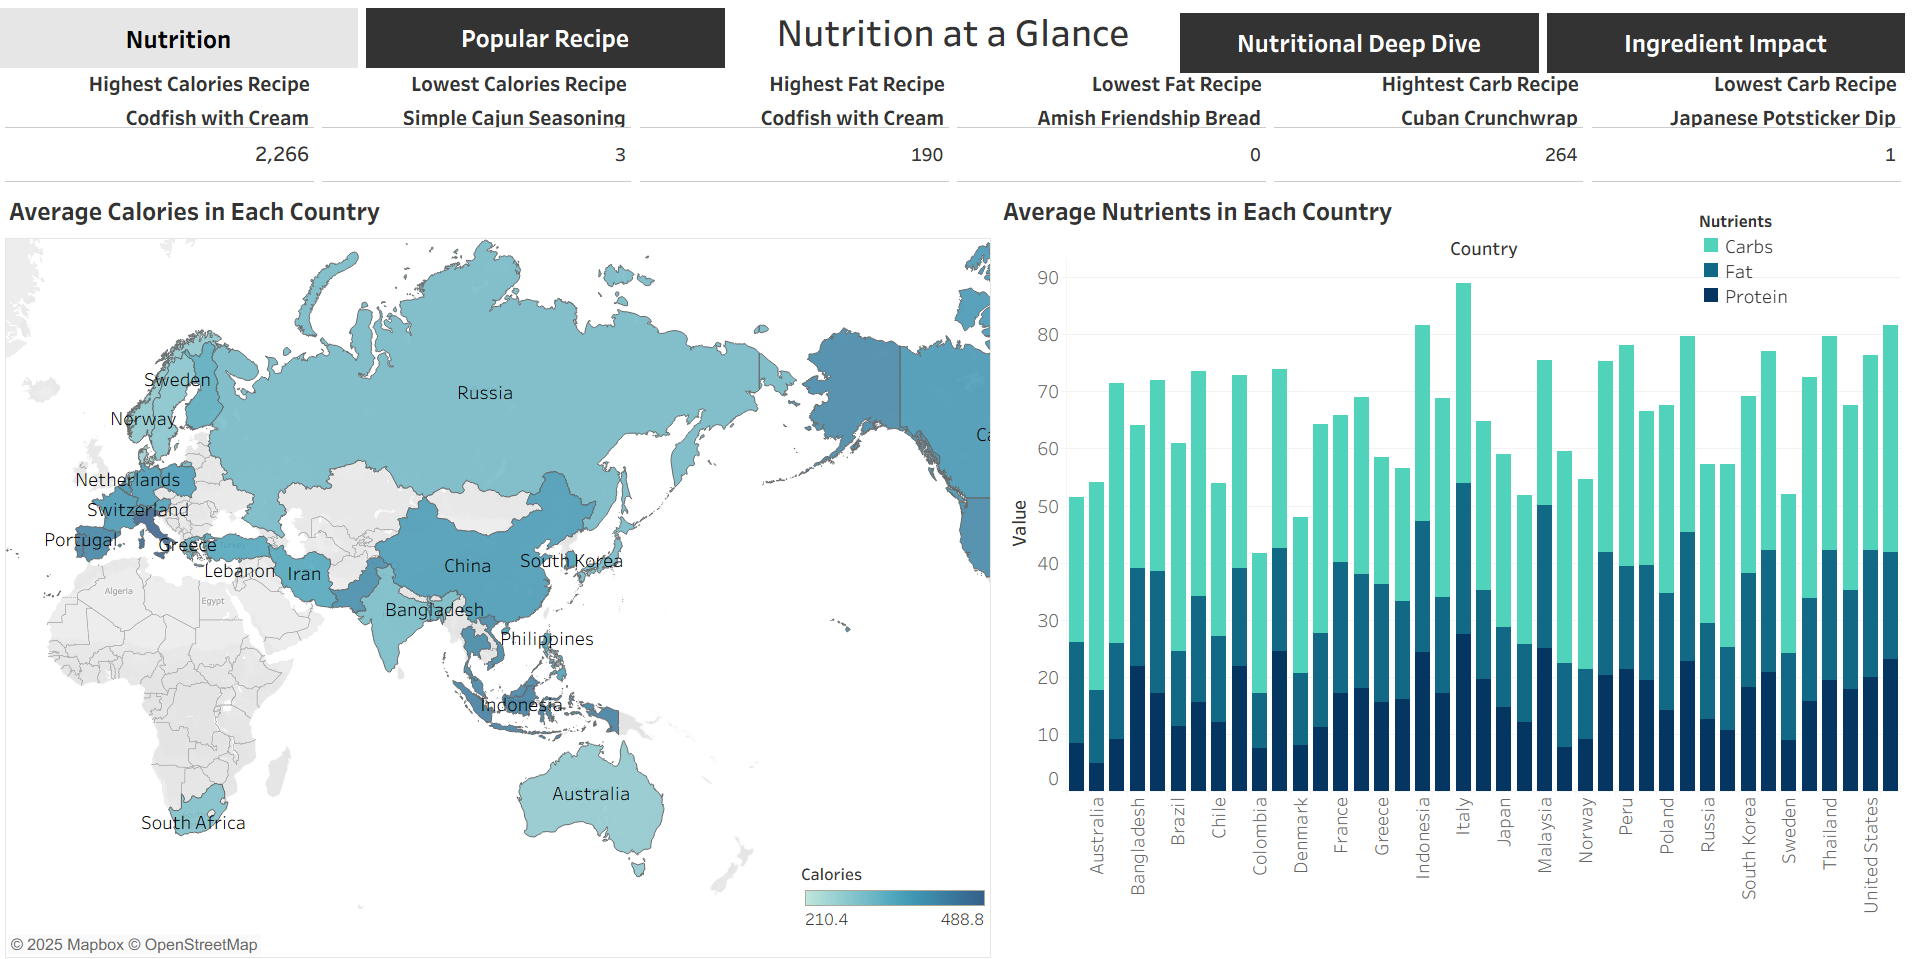 Nutrition
Popular Recipe
Nutrition at a Glance
Nutritional Deep Dive
Ingredient Impact
Highest Calories Recipe
Lowest Calories Recipe
Highest Fat Recipe
Lowest Fat Recipe
Hightest Carb Recipe
Lowest Carb Recipe
Codfish with Cream
Simple Cajun Seasoning
Codfish with Cream
Amish Friendship Bread
Cuban Crunchwrap
Japanese Potsticker Dip
2,266
3
190
0
264
1
Average Calories in Each Country
Sweden
Russia
Norway
Ca
Netherlands
Switzerland
Portugal
Greece
Lebanon
Iran
China
South Korea
Algeria
Egypt
Bangladesh
Philippines
Indonesia
Australia
South Africa
Calories
210.4
488.8
© 2025 Mapbox © OpenStreetMap
Average Nutrients in Each Country
Nutrients
Carbs
Fat
Protein
Country
Value
90
80
70
60
50
40
30
20
10
0
Australia
Bangladesh
Brazil
Chile
Colombia
Denmark
France
Greece
Indonesia
Italy
Japan
Malaysia
Norway
Peru
Poland
Russia
South Korea
Sweden
Thailand
United States